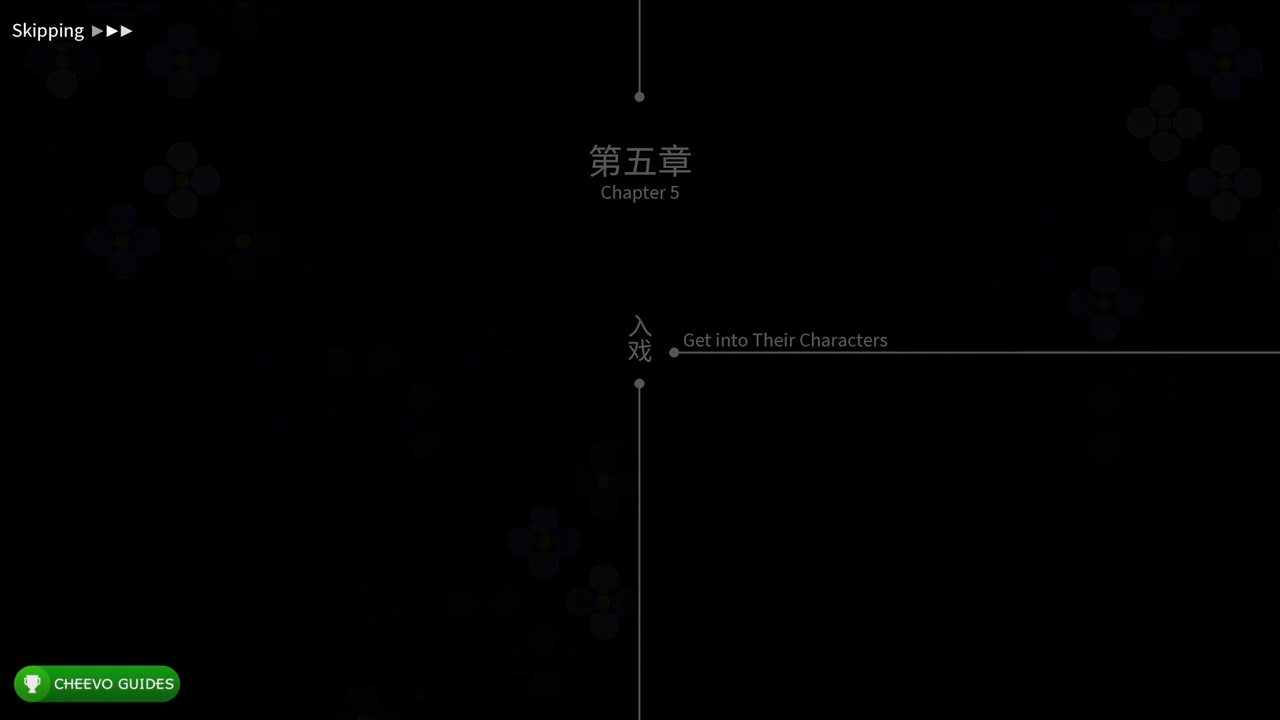 Skipping
第五章
Chapter 5
入戏
Get into Their Characters
CHEEVO GUIDES